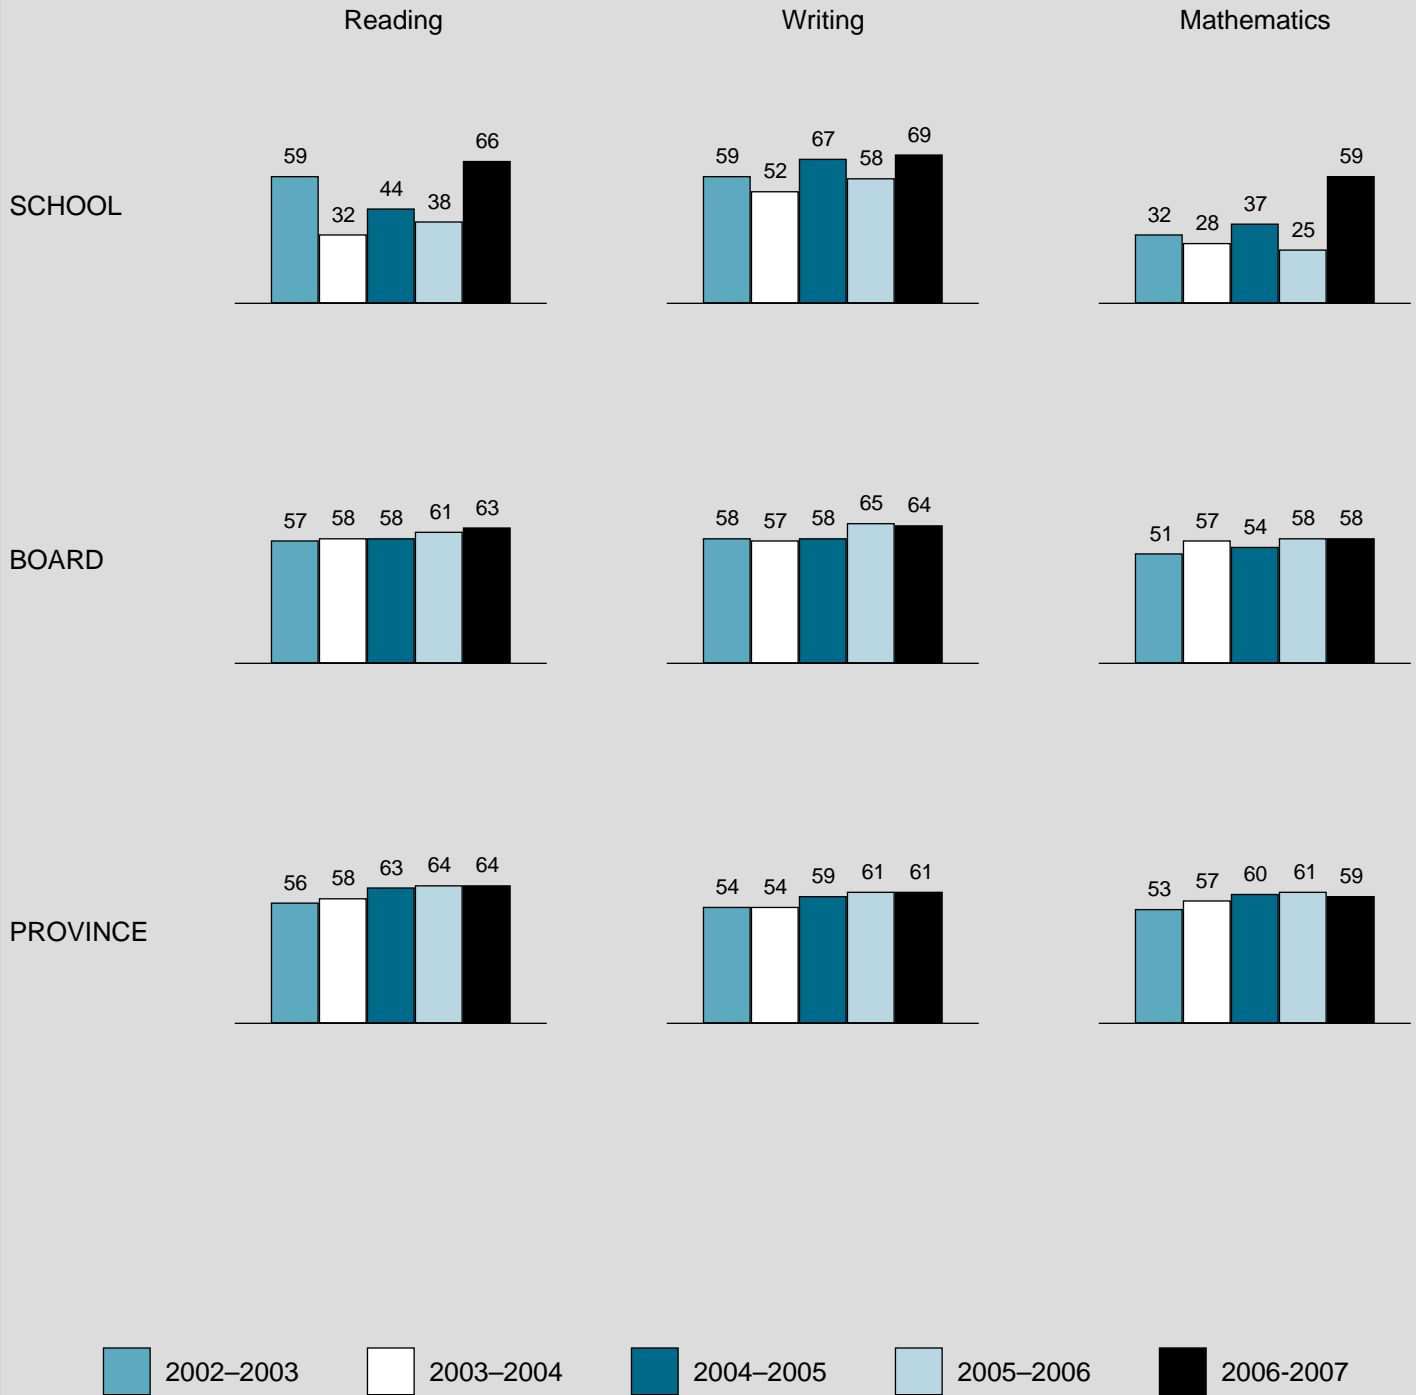 Reading Writing Mathematics
SCHOOL
59 32 44 38 66
59 52 67 58 69
32 28 37 25 59
BOARD
57 58 58 61 63
58 57 58 65 64
51 57 54 58 58
PROVINCE
56 58 63 64 64
54 54 59 61 61
53 57 60 61 59
2002–2003 2003–2004 2004–2005 2005–2006 2006-2007